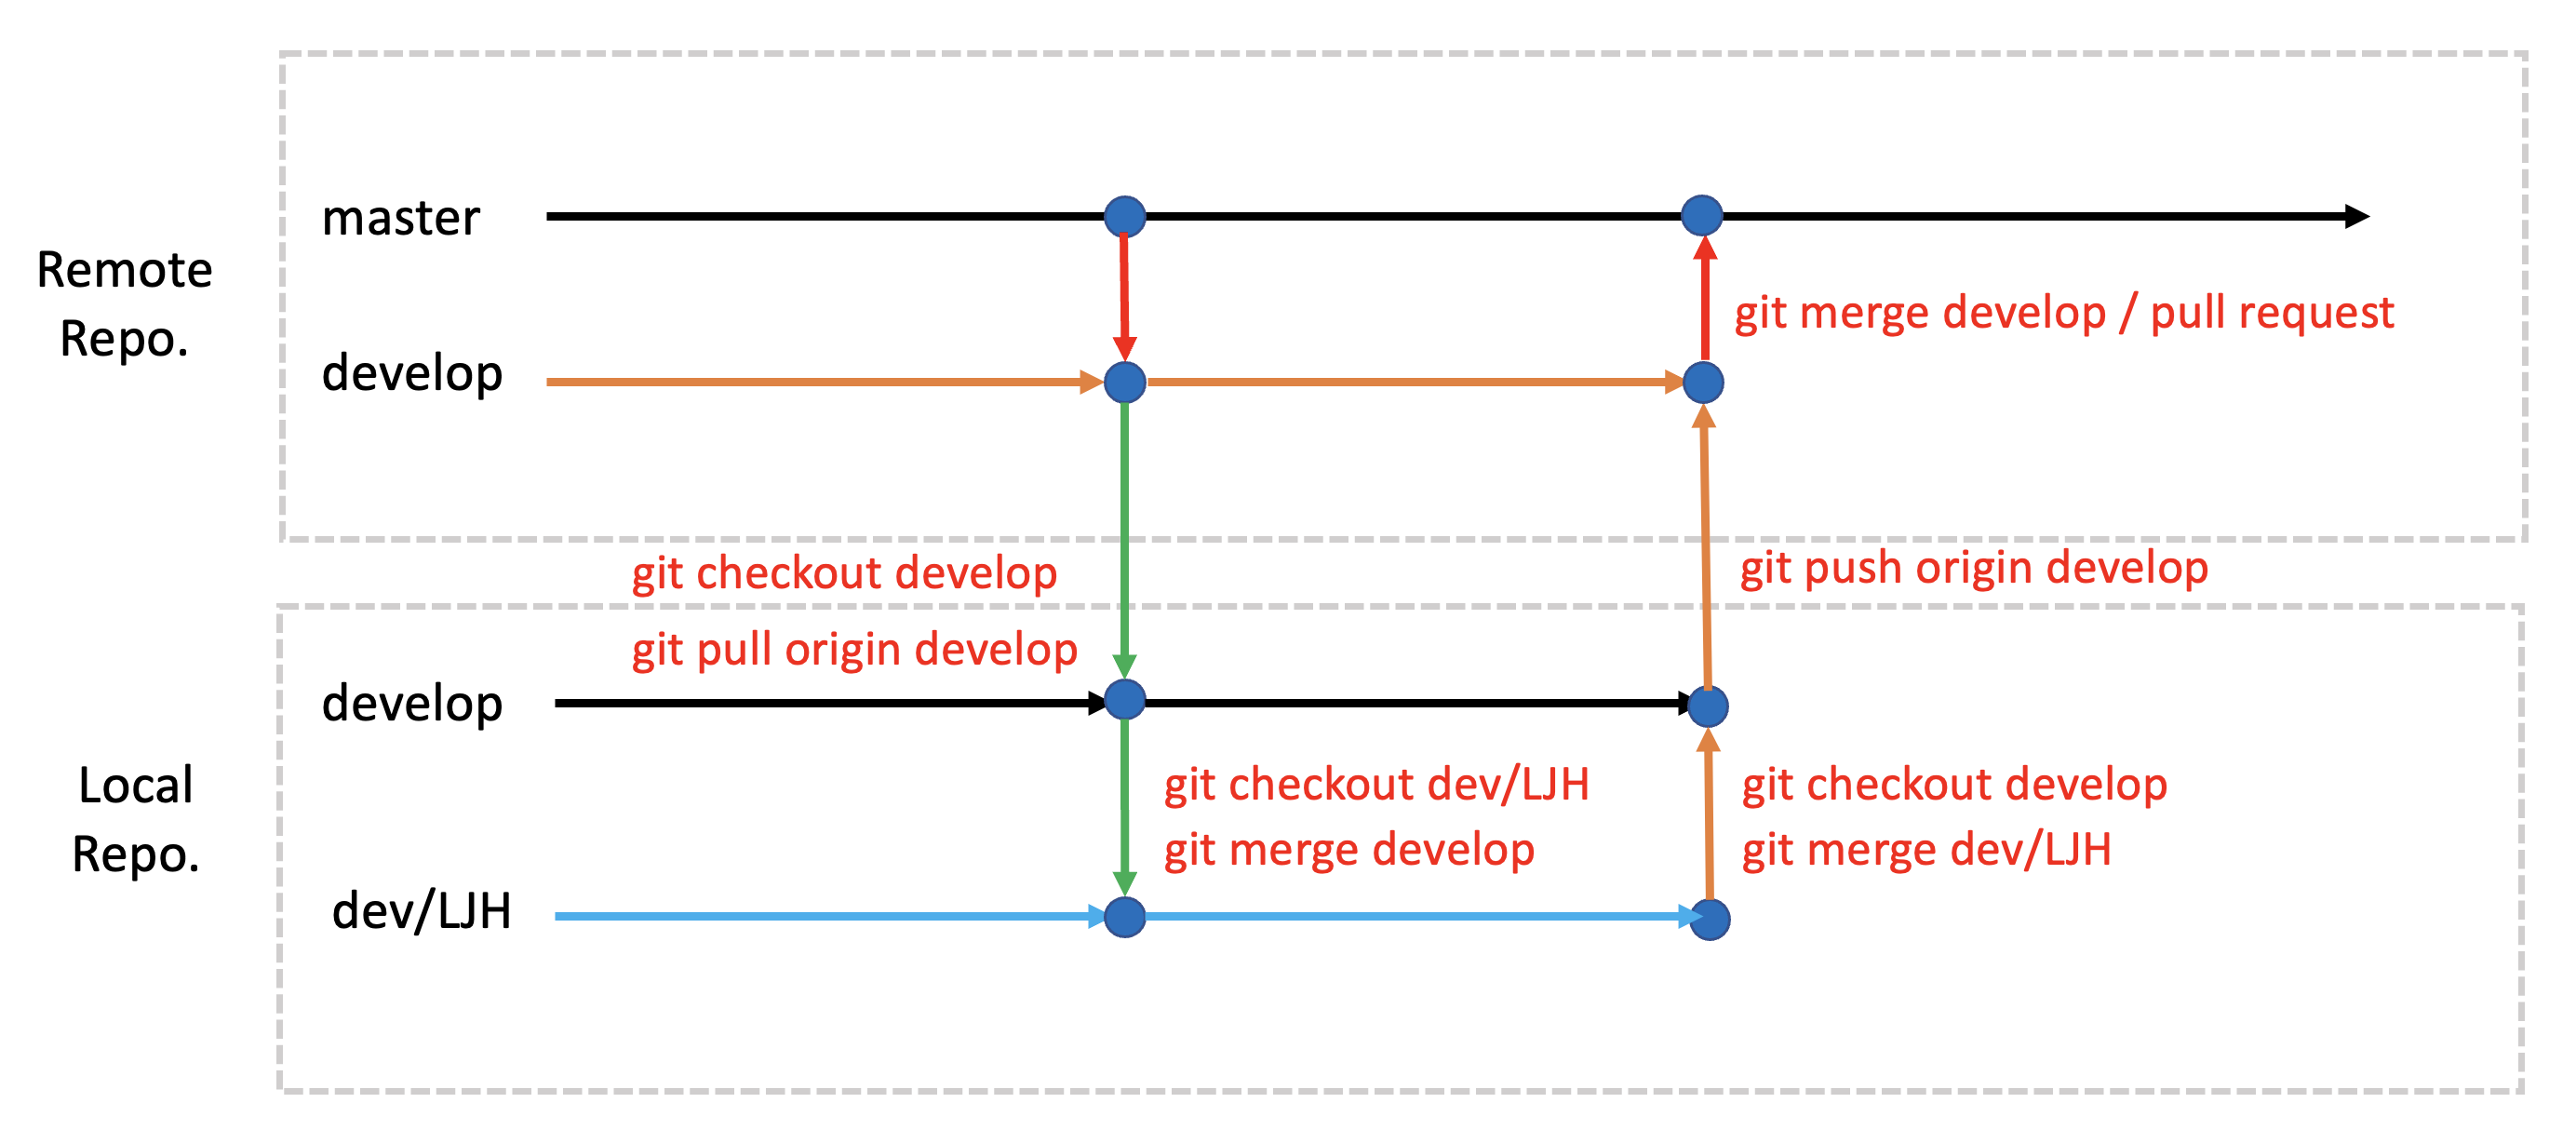 Remote
Repo.
master
develop
git merge develop / pull request
git checkout develop
git pull origin develop
git push origin develop
Local
Repo.
develop
dev/LJH
git checkout dev/LJH
git merge develop
git checkout develop
git merge dev/LJH